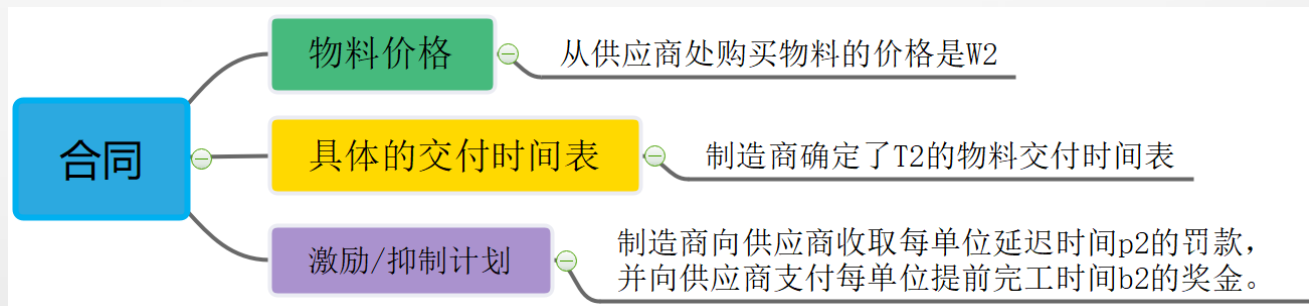 合同
物料价格
从供应商处购买物料的价格是W2
具体的交付时间表
制造商确定了T2的物料交付时间表
激励/抑制计划
制造商向供应商收取每单位延迟时间p2的罚款，
并向供应商支付每单位提前完工时间b2的奖金。